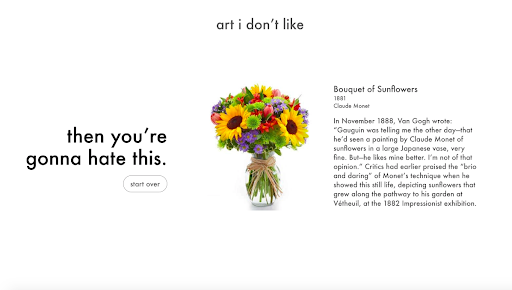 art i don't like
then you're
gonna hate this.
start over
Bouquet of Sunflowers
1881
Claude Monet
In November 1888, Van Gogh wrote:
"Gauguin was telling me the other day—that
he'd seen a painting by Claude Monet of
sunflowers in a large Japanese vase, very
fine. But—he likes mine better. I'm not of that
opinion." Critics had earlier praised the "brio
and daring" of Monet's technique when he
showed this still life, depicting sunflowers that
grew along the pathway to his garden at
Vétheuil, at the 1882 Impressionist exhibition.